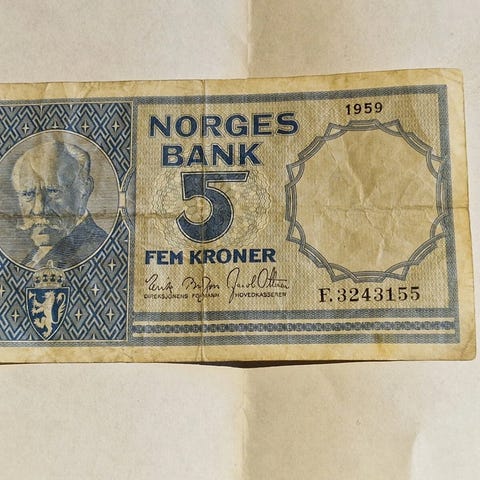 1959
NORGES
BANK
5
FEM KRONER
DIREKSJONENS FORMANN HOVEDKASSERER
F.3243155